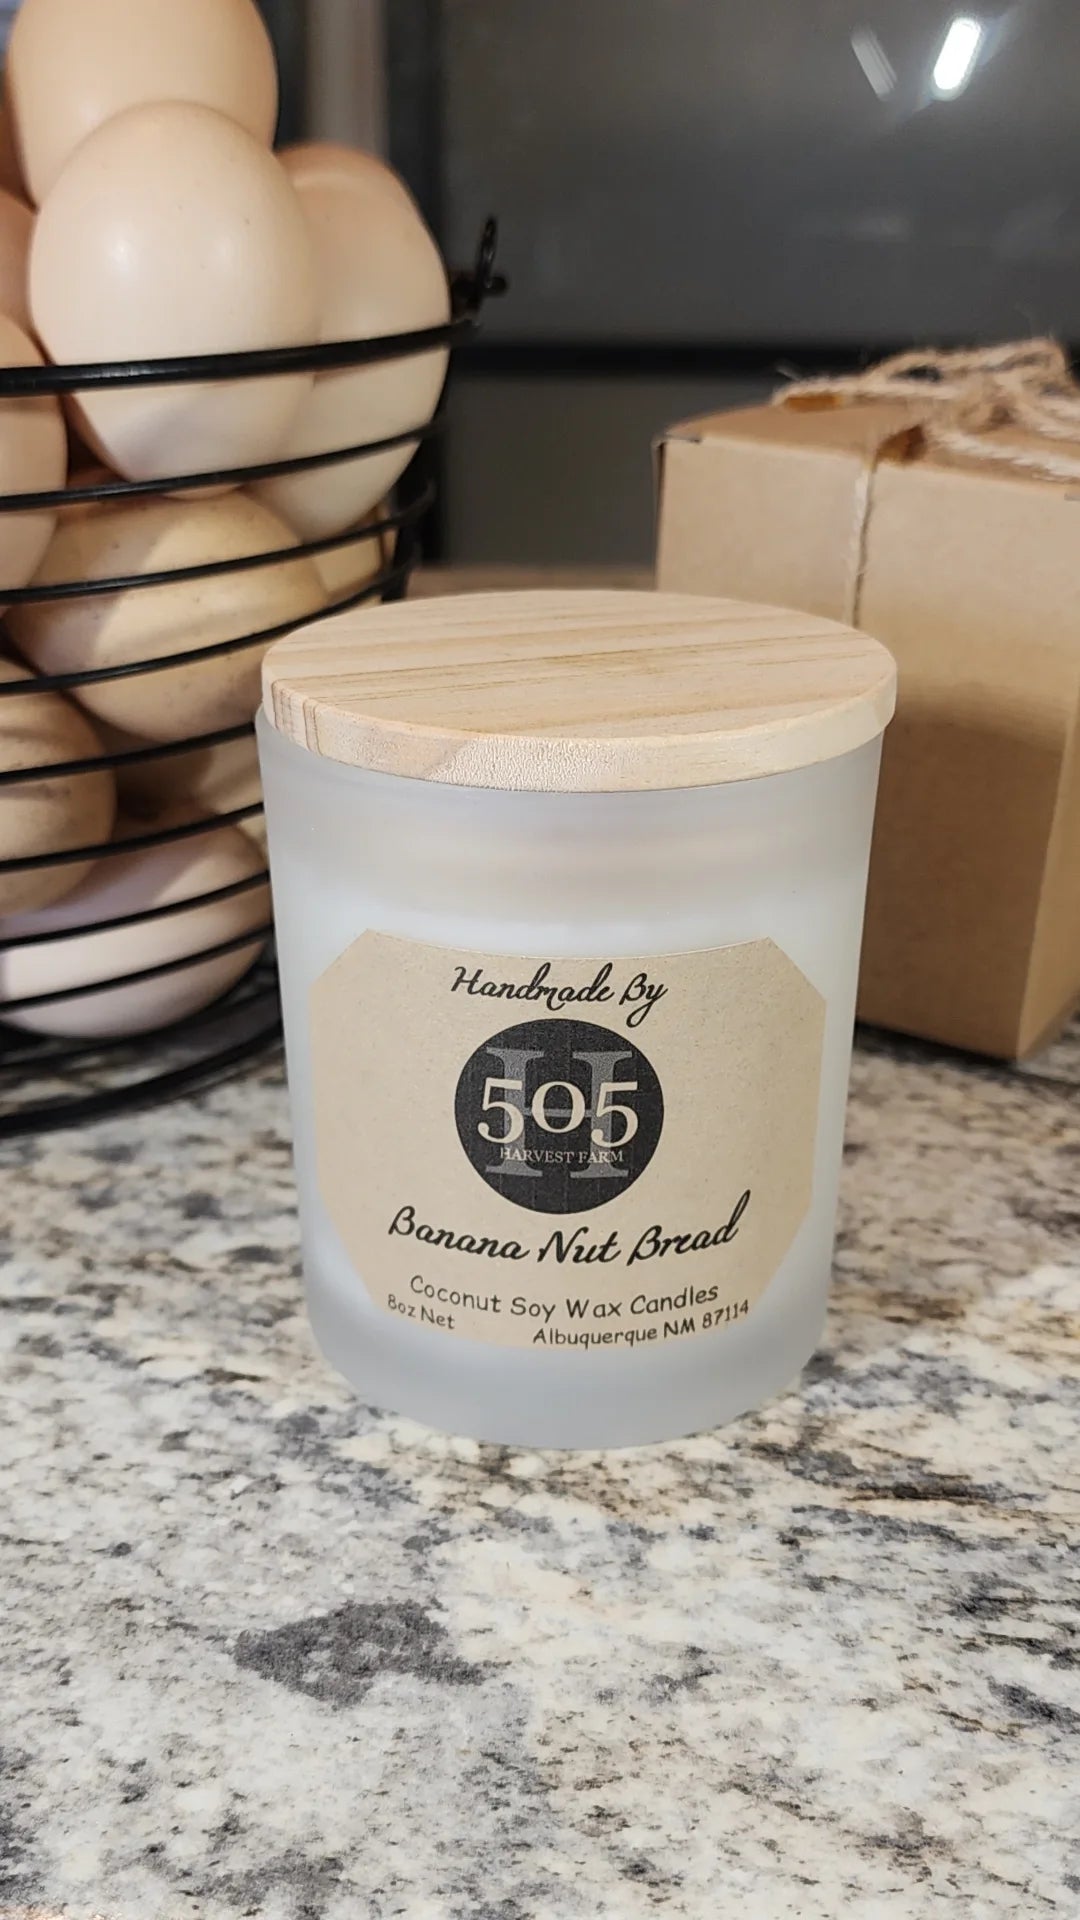 Handmade By
H
505
HARVEST FARM
Banana Nut Bread
Coconut Soy Wax Candles
8oz Net
Albuquerque NM 87114